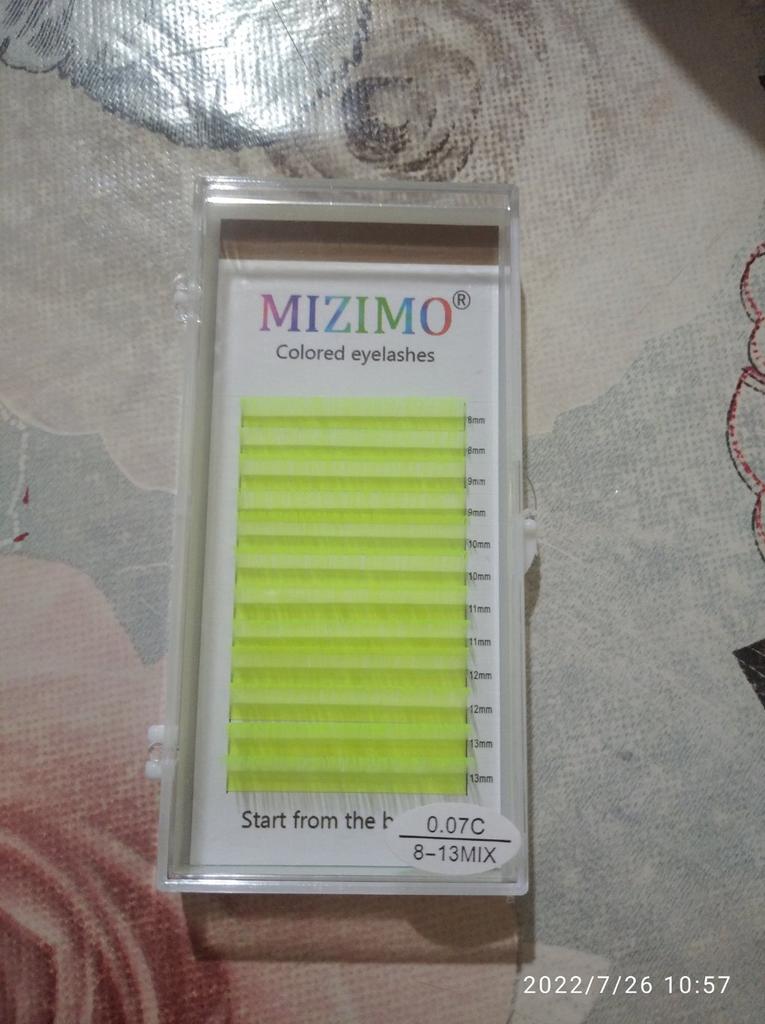 MIZIMO®
Colored eyelashes
8mm
8mm
9mm
9mm
10mm
10mm
11mm
11mm
12mm
12mm
13mm
13mm
Start from the b
0.07C
8-13MIX
2022/7/26 10:57